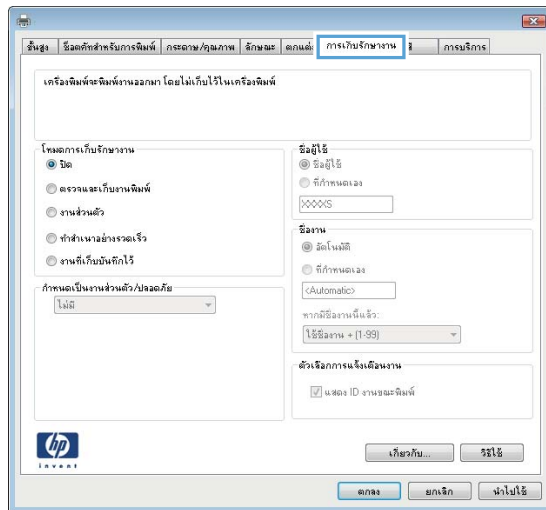 ขั้นสูง ช็อตคัทสำหรับการพิมพ์ กระดาษ/คุณภาพ ลักษณะ ตกแต่ง การเก็บรักษางาน สี การบริการ
เครื่องพิมพ์จะพิมพ์งานออกมา โดยไม่เก็บไว้ในเครื่องพิมพ์
โหมดการเก็บรักษางาน
ปิด
ตรวจและเก็บงานพิมพ์
งานส่วนตัว
ทำสำเนาอย่างรวดเร็ว
งานที่เก็บบันทึกไว้
กำหนดเป็นงานส่วนตัว/ปลอดภัย
ไม่มี
ชื่อผู้ใช้
ชื่อผู้ใช้
ที่กำหนดเอง
XXXXS
ชื่องาน
อัตโนมัติ
ที่กำหนดเอง
<Automatic>
หากมีชื่องานนี้แล้ว:
ใช้ชื่องาน + (1-99)
ตัวเลือกการแจ้งเตือนงาน
แสดง ID งานขณะพิมพ์
hp
invent
เกี่ยวกับ... วิธีใช้
ตกลง ยกเลิก นำไปใช้